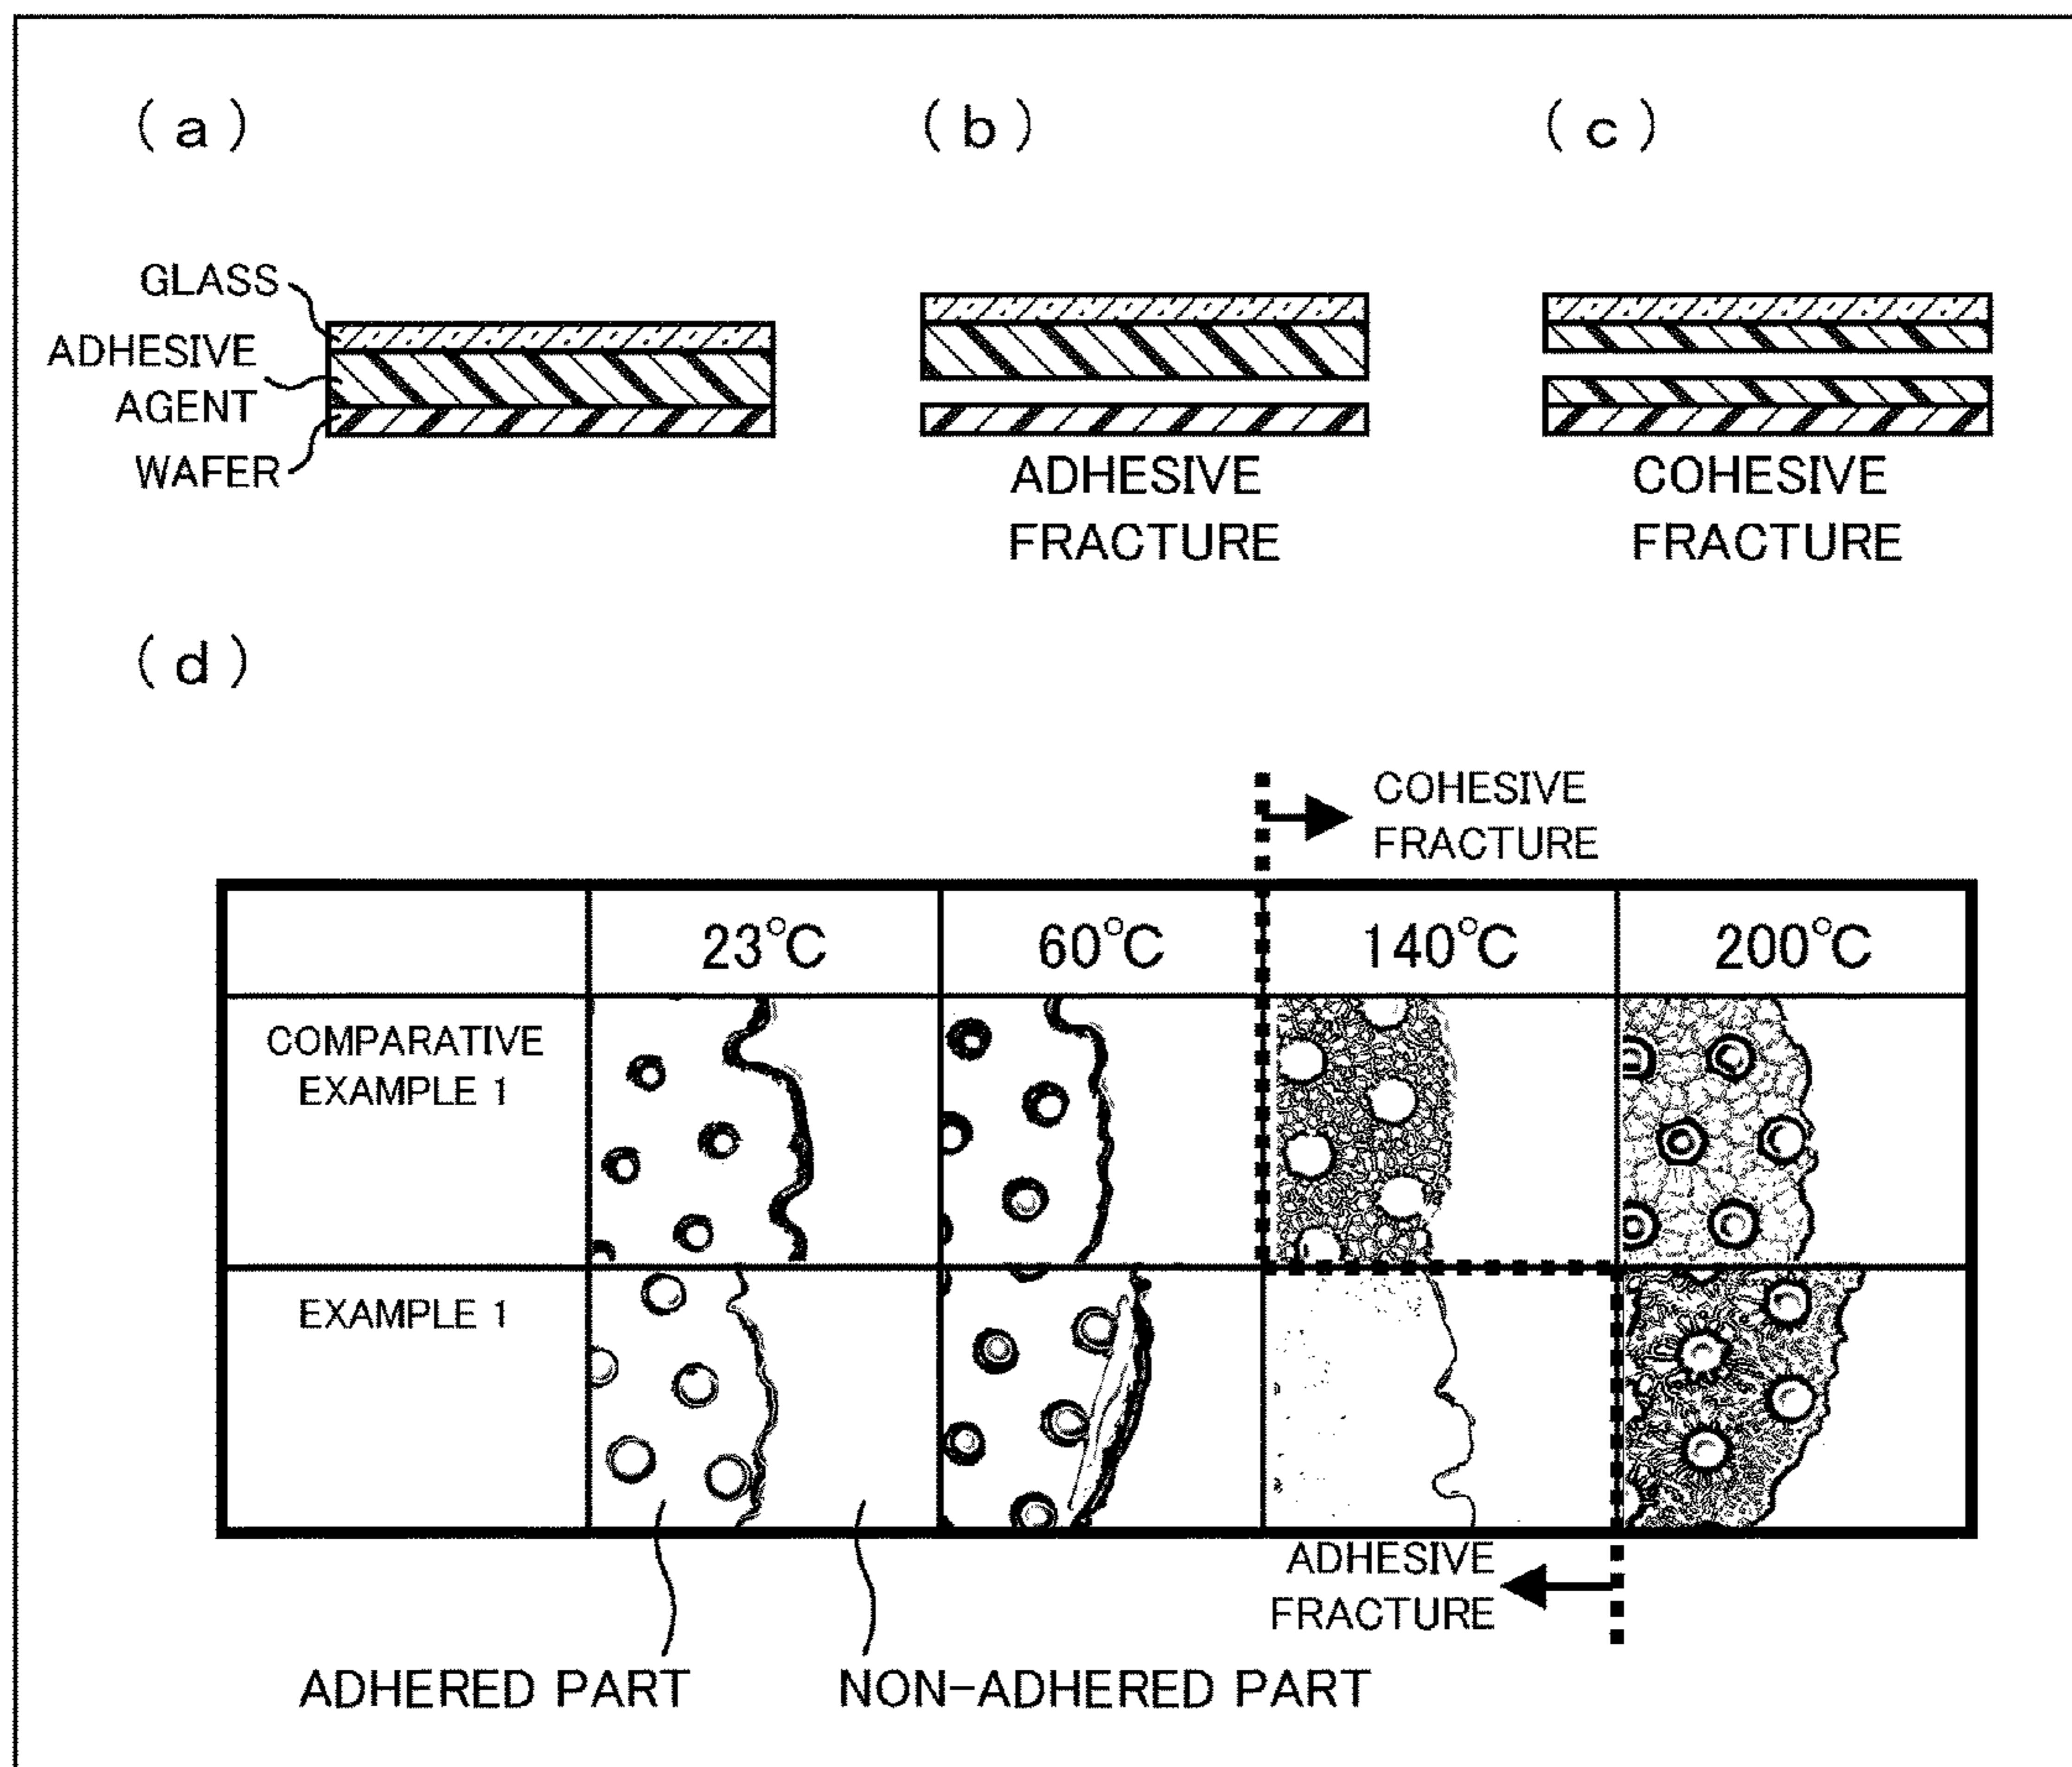 (a)
(b)
(c)
GLASS
ADHESIVE
AGENT
WAFER
ADHESIVE
FRACTURE
COHESIVE
FRACTURE
(d)
COHESIVE
FRACTURE
23°C
60°C
140°C
200°C
COMPARATIVE
EXAMPLE 1
EXAMPLE 1
ADHESIVE
FRACTURE
ADHERED PART
NON-ADHERED PART